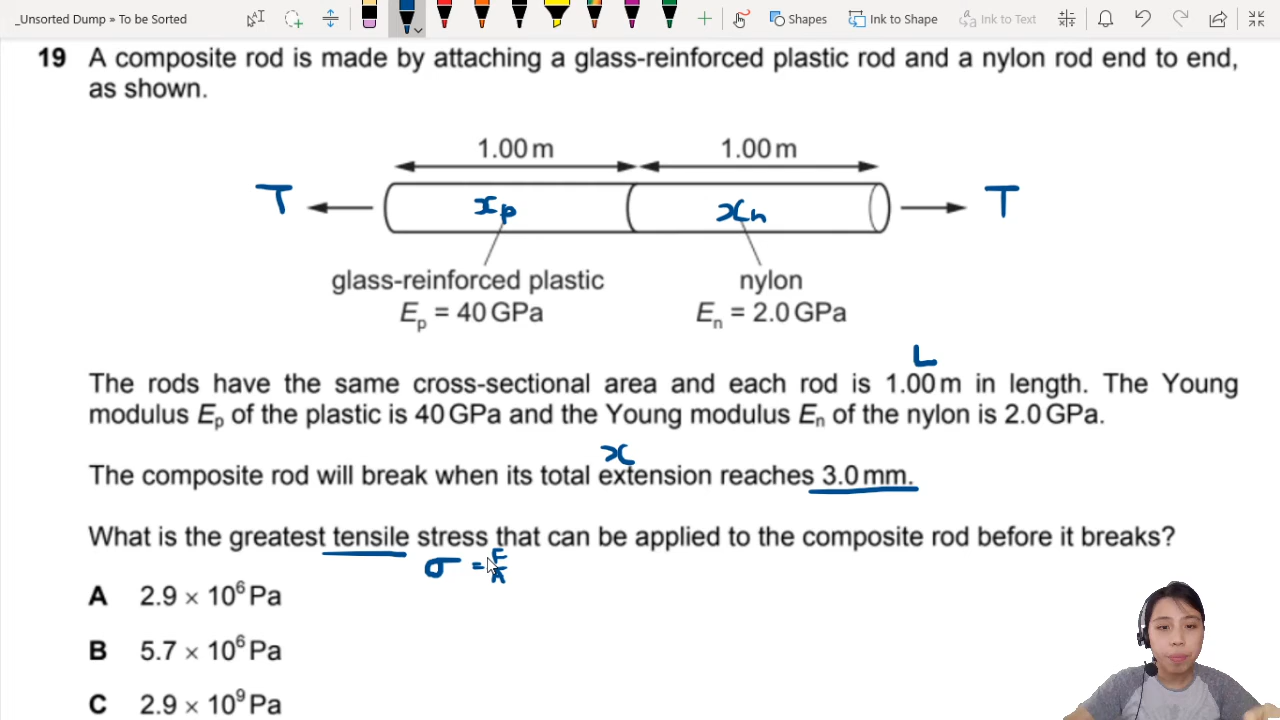 _Unsorted Dump » To be Sorted
Shapes
Ink to Shape
Ink to Text
19 A composite rod is made by attaching a glass-reinforced plastic rod and a nylon rod end to end,
as shown.
1.00 m 1.00 m
T xp xn T
glass-reinforced plastic nylon
Ep = 40 GPa En = 2.0 GPa
L
The rods have the same cross-sectional area and each rod is 1.00 m in length. The Young
modulus Ep of the plastic is 40 GPa and the Young modulus En of the nylon is 2.0 GPa.
x
The composite rod will break when its total extension reaches 3.0 mm.
What is the greatest tensile stress that can be applied to the composite rod before it breaks?
σ = F/A
A 2.9 × 10⁶ Pa
B 5.7 × 10⁶ Pa
C 2.9 × 10⁹ Pa